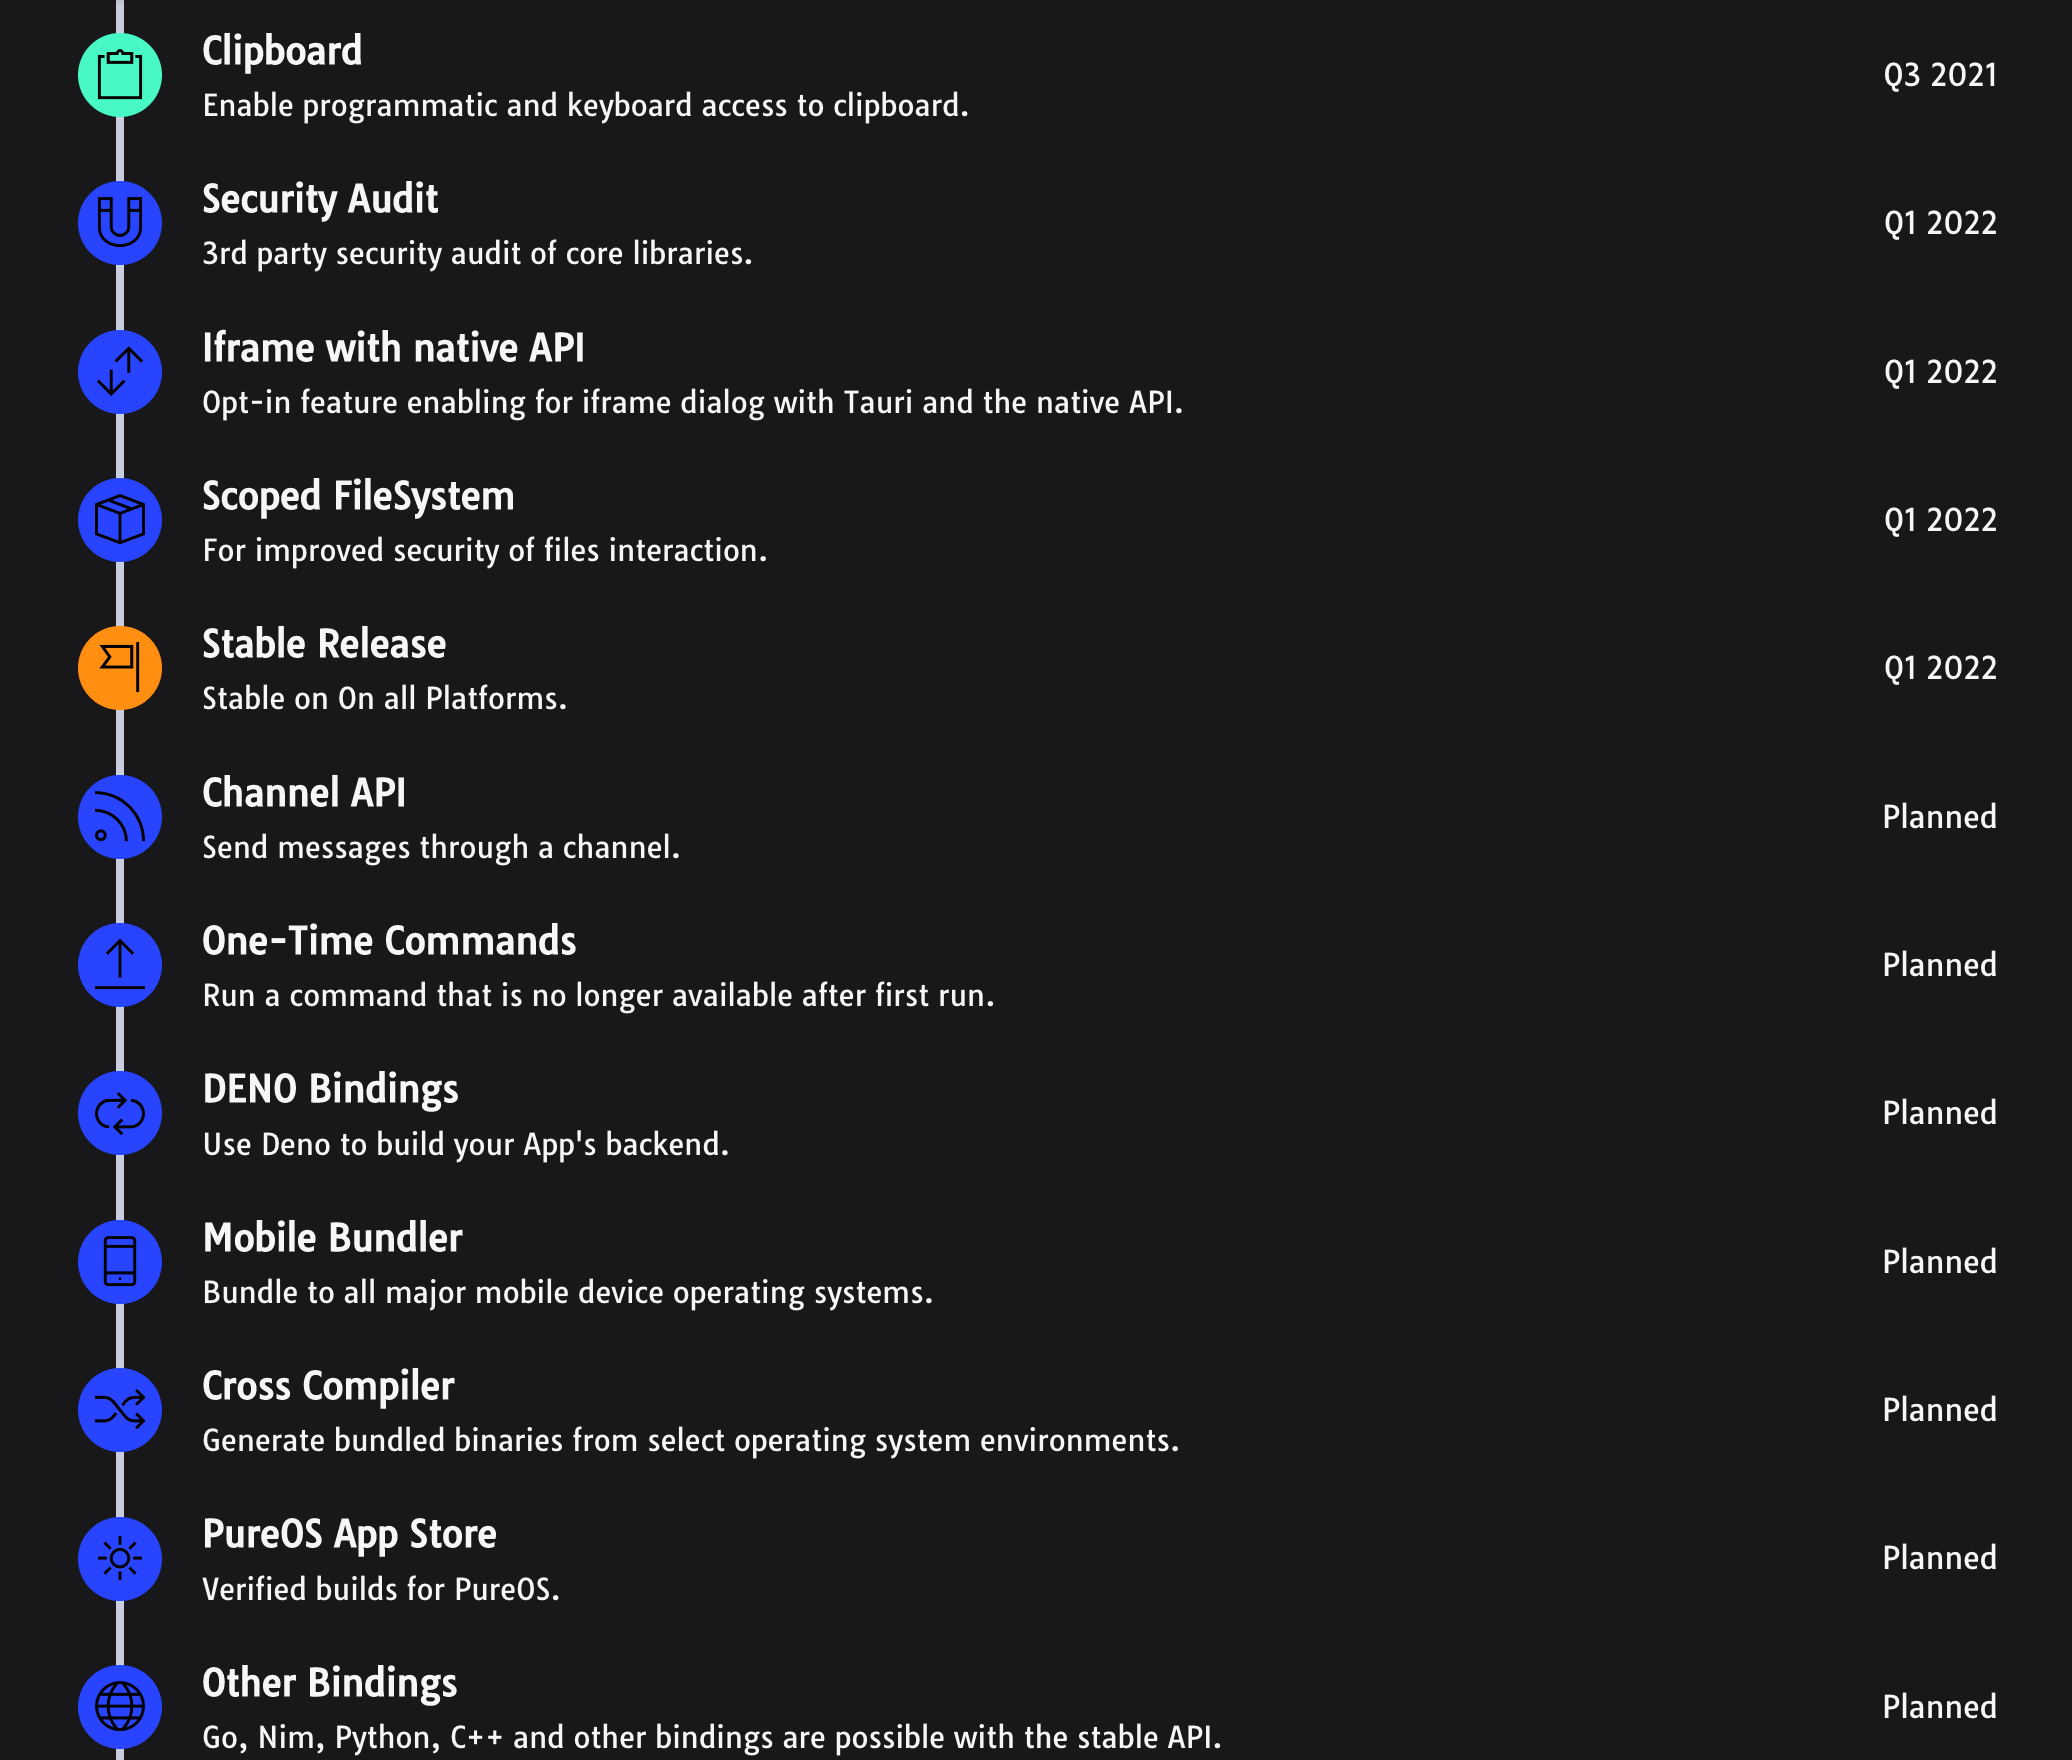 Clipboard
Enable programmatic and keyboard access to clipboard.
Q3 2021
Security Audit
3rd party security audit of core libraries.
Q1 2022
Iframe with native API
Opt-in feature enabling for iframe dialog with Tauri and the native API.
Q1 2022
Scoped FileSystem
For improved security of files interaction.
Q1 2022
Stable Release
Stable on On all Platforms.
Q1 2022
Channel API
Send messages through a channel.
Planned
One-Time Commands
Run a command that is no longer available after first run.
Planned
DENO Bindings
Use Deno to build your App's backend.
Planned
Mobile Bundler
Bundle to all major mobile device operating systems.
Planned
Cross Compiler
Generate bundled binaries from select operating system environments.
Planned
PureOS App Store
Verified builds for PureOS.
Planned
Other Bindings
Go, Nim, Python, C++ and other bindings are possible with the stable API.
Planned